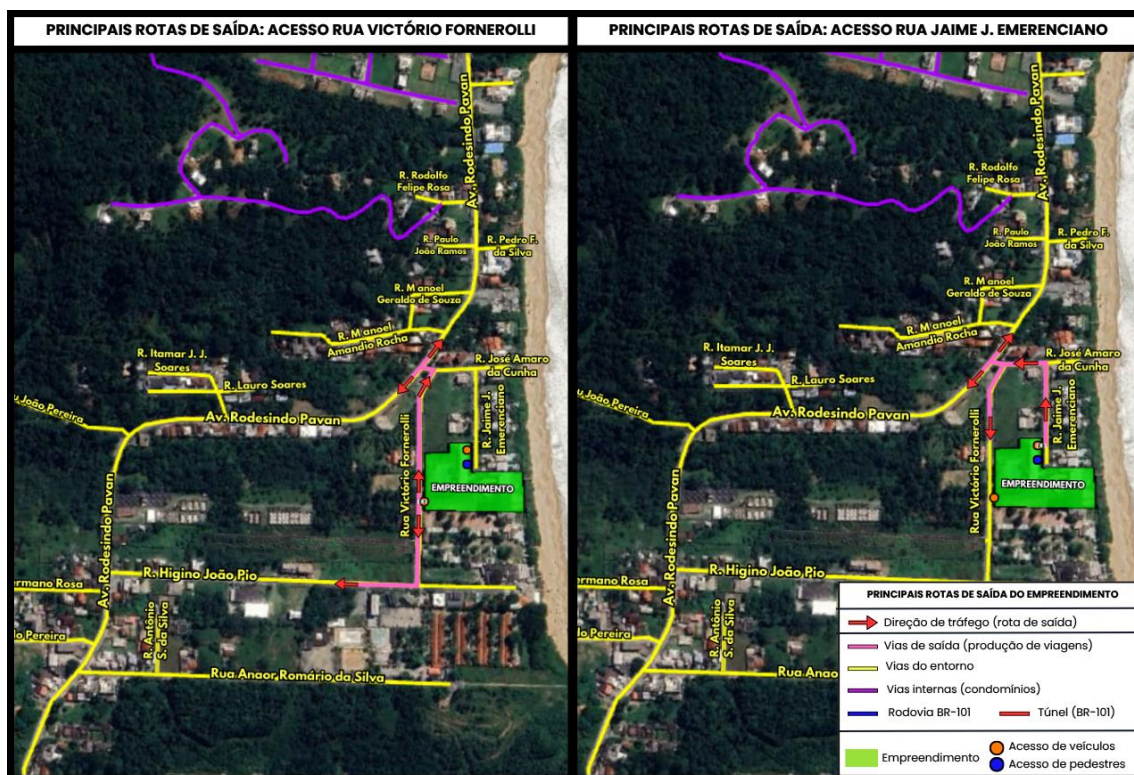 PRINCIPAIS ROTAS DE SAÍDA: ACESSO RUA VICTÓRIO FORNEROLLI
Av. Rodesindo Pavan
R. Rodolfo
Felipe Rosa
R. Paulo
João Ramos
R. Pedro F.
da Silva
R. Manoel
Geraldo de Souza
R. Manoel
Amandio Rocha
R. Itamar J. J.
Soares
R. José Amaro
da Cunha
R. Lauro Soares
João Pereira
Av. Rodesindo Pavan
Rua Victório Fornerolli
R. Jaime J.
Emerenciano
EMPREENDIMENTO
Av. Rodesindo Pavan
R. Higino João Pio
ermano Rosa
R. Antônio
S. da Silva
do Pereira
Rua Anaor Romário da Silva
PRINCIPAIS ROTAS DE SAÍDA: ACESSO RUA JAIME J. EMERENCIANO
Av. Rodesindo Pavan
R. Rodolfo
Felipe Rosa
R. Paulo
João Ramos
R. Pedro F.
da Silva
R. Manoel
Geraldo de Souza
R. Manoel
Amandio Rocha
R. Itamar J. J.
Soares
R. José Amaro
da Cunha
R. Lauro Soares
João Pereira
Av. Rodesindo Pavan
Rua Victório Fornerolli
R. Jaime J.
Emerenciano
EMPREENDIMENTO
Av. Rodesindo Pavan
R. Higino João Pio
ermano Rosa
R. Antônio
S. da Silva
do Pereira
Rua Anao
PRINCIPAIS ROTAS DE SAÍDA DO EMPREENDIMENTO
Direção de tráfego (rota de saída)
Vias de saída (produção de viagens)
Vias do entorno
Vias internas (condomínios)
Rodovia BR-101
Túnel (BR-101)
Empreendimento
Acesso de veículos
Acesso de pedestres